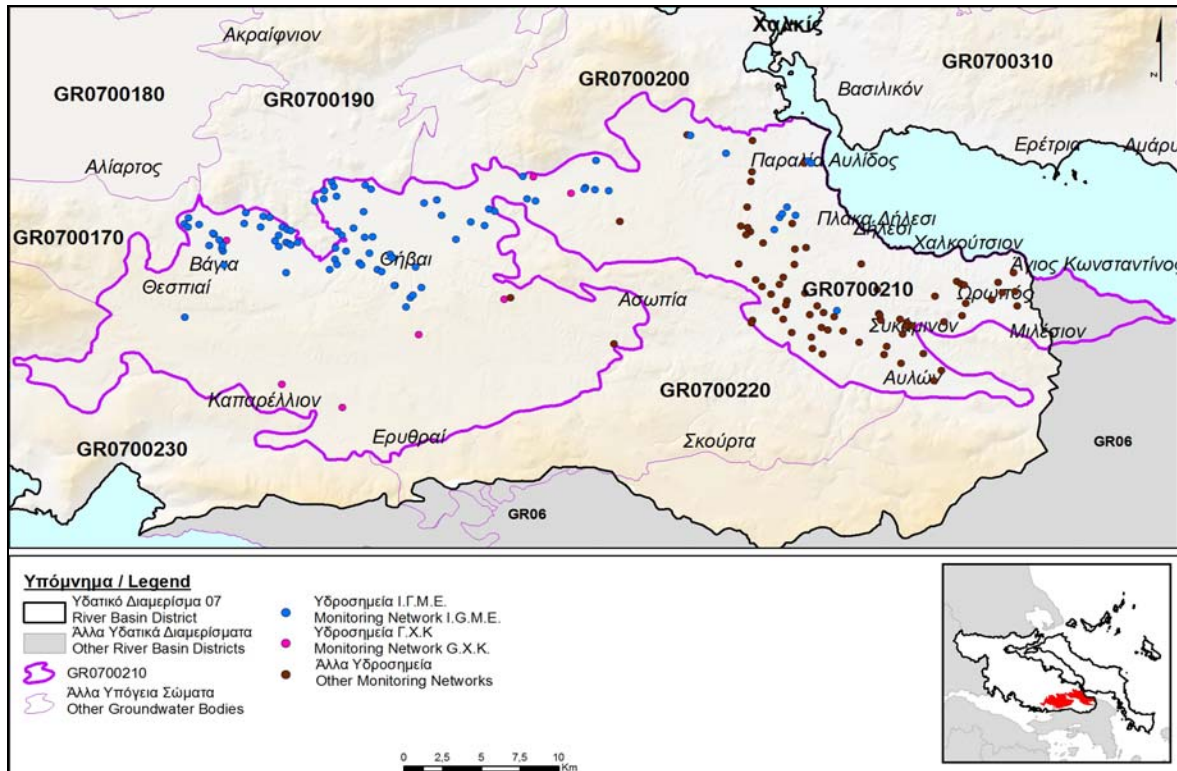 Χαλκίς
Ακραίφνιον
GR0700200
GR0700310
GR0700180
GR0700190
Βασιλικόν
Ερέτρια
Αμάρυ
Αλίαρτος
Παραλία Αυλίδος
GR0700170
Πλάκα Δήλεσι
Δήλεσι
Χαλκούτσιον
Βάγια
Θήβαι
Άγιος Κωνσταντίνος
Θεσπιαί
GR0700210
Ωρωπός
Ασωπία
Συκάμινον
Μιλέσιον
Αυλών
GR0700220
Καπαρέλλιον
Ερυθραί
Σκούρτα
GR0700230
GR06
GR06
N
Υπόμνημα / Legend
Υδατικό Διαμερίσμα 07
River Basin District
Άλλα Υδατικά Διαμερίσματα
Other River Basin Districts
GR0700210
Άλλα Υπόγεια Σώματα
Other Groundwater Bodies
Υδροσημεία Ι.Γ.Μ.Ε.
Monitoring Network I.G.M.E.
Υδροσημεία Γ.Χ.Κ
Monitoring Network G.X.K.
Άλλα Υδροσημεία
Other Monitoring Networks
0 2,5 5 7,5 10
Km